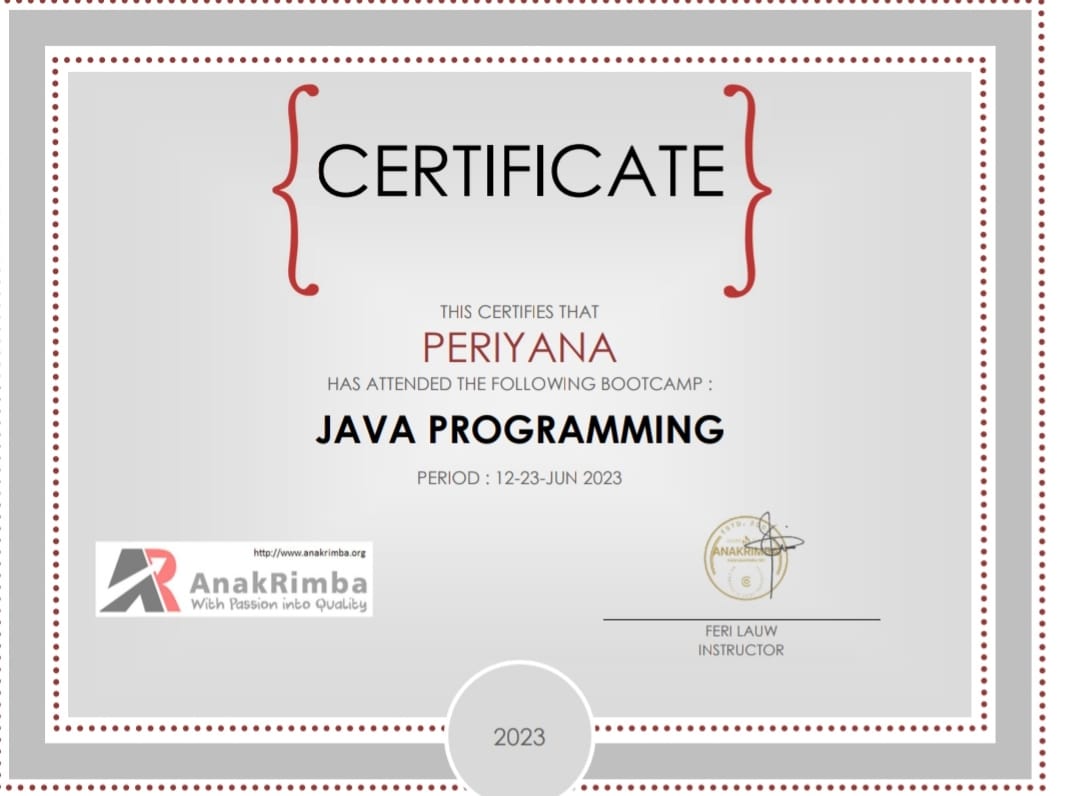 CERTIFICATE
THIS CERTIFIES THAT
PERIYANA
HAS ATTENDED THE FOLLOWING BOOTCAMP :
JAVA PROGRAMMING
PERIOD : 12-23-JUN 2023
http://www.anakrimba.org
AnakRimba
With Passion into Quality
ANAKRIMBA
FERI LAUW
INSTRUCTOR
2023